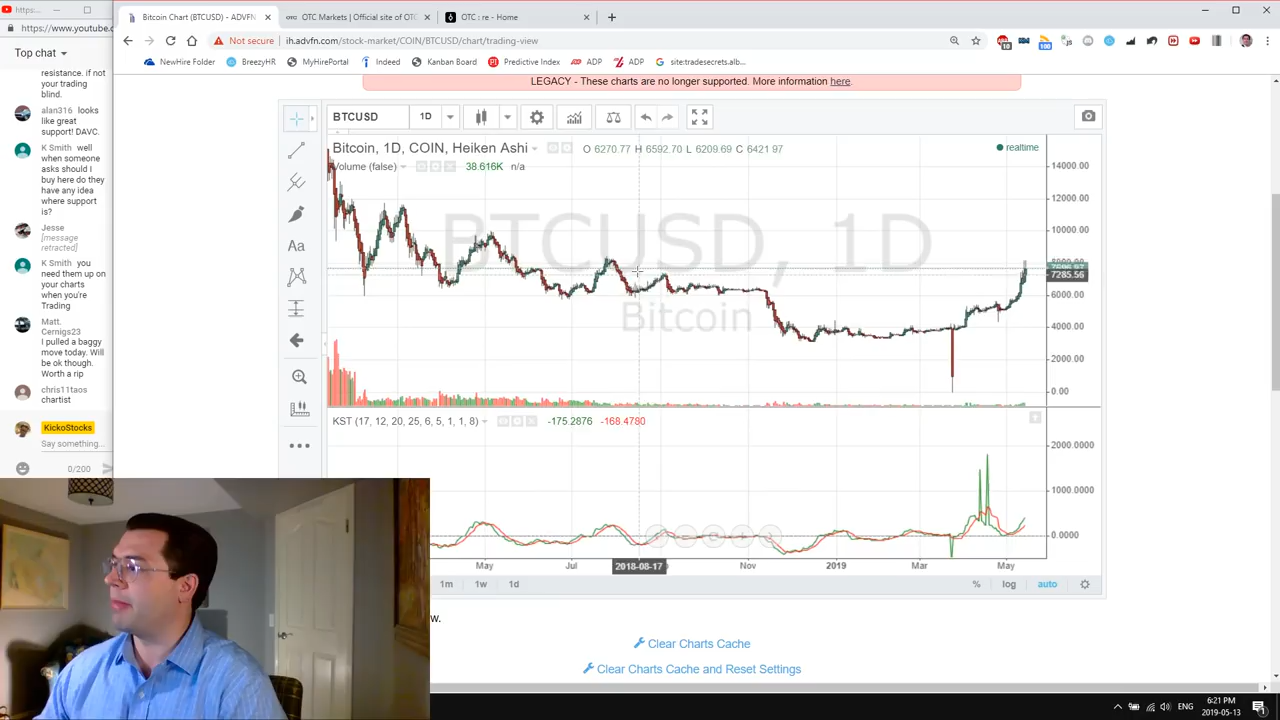 https:
https://www.youtube.c
Top chat
resistance. if not
your trading
blind.
alan316 looks
like great
support! DAVC.
K Smith well
when someone
asks should I
buy here do they
have any idea
where support
is?
Jesse
[message
retracted]
K Smith you
need them up on
your charts
when you're
Trading
Matt.
Cernigs23
I pulled a baggy
move today. Will
be ok though.
Worth a rip
chris11taos
chartist
KickoStocks
Say something...
0/200
Bitcoin Chart (BTCUSD) - ADVFN
OTC Markets | Official site of OTC
OTC : re - Home
Not secure | ih.advfn.com/stock-market/COIN/BTCUSD/chart/trading-view
NewHire Folder
BreezyHR
MyHirePortal
Indeed
Kanban Board
Predictive Index
ADP
ADP
site:tradesecrets.alb...
LEGACY - These charts are no longer supported. More information here.
BTCUSD
1D
Bitcoin, 1D, COIN, Heiken Ashi
O 6270.77 H 6592.70 L 6209.69 C 6421.97
realtime
Volume (false)
38.616K n/a
BTCUSD, 1D
Bitcoin
14000.00
12000.00
10000.00
7285.56
6000.00
4000.00
2000.00
0.00
Aa
KST (17, 12, 20, 25, 6, 5, 1, 1, 8)
-175.2876 -168.4780
2000.0000
1000.0000
0.0000
May
Jul
2018-08-17
Nov
2019
Mar
May
1m
1w
1d
%
log
auto
w.
Clear Charts Cache
Clear Charts Cache and Reset Settings
ENG
6:21 PM
2019-05-13